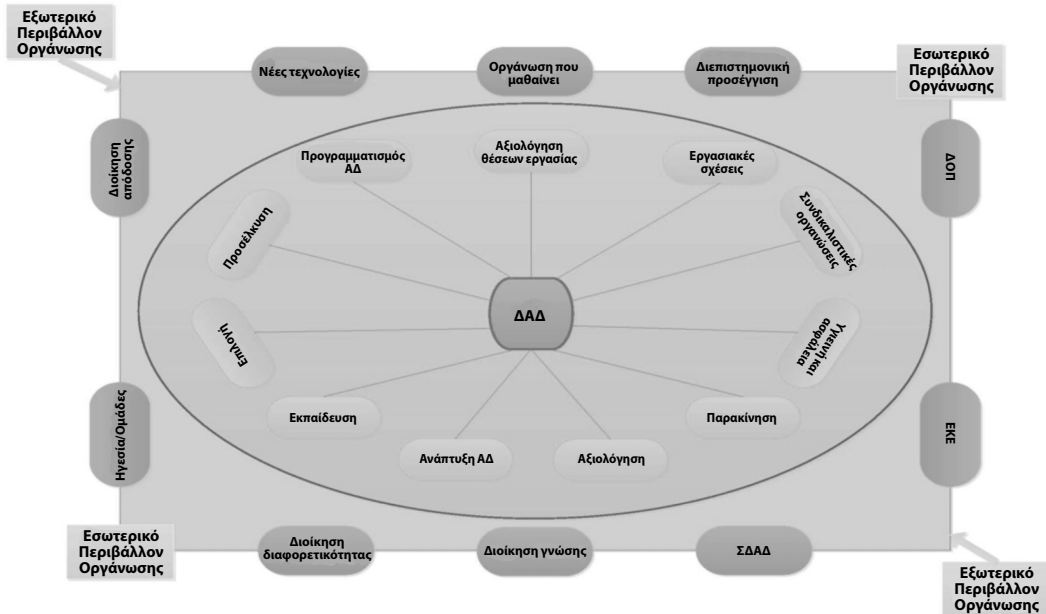 Εξωτερικό
Περιβάλλον
Οργάνωσης
Νέες τεχνολογίες
Οργάνωση που
μαθαίνει
Διεπιστημονική
προσέγγιση
Εσωτερικό
Περιβάλλον
Οργάνωσης
Διοίκηση
απόδοσης
Προγραμματισμός
ΑΔ
Αξιολόγηση
θέσεων εργασίας
Εργασιακές
σχέσεις
ΔΟΠ
Προσέλκυση
Συνδικαλιστικές
οργανώσεις
ΔΑΔ
Επιλογή
Υγιεινή και
ασφάλεια
Ηγεσία/Ομάδες
Εκπαίδευση
Παρακίνηση
ΕΚΕ
Ανάπτυξη ΑΔ
Αξιολόγηση
Εσωτερικό
Περιβάλλον
Οργάνωσης
Διοίκηση
διαφορετικότητας
Διοίκηση γνώσης
ΣΔΑΔ
Εξωτερικό
Περιβάλλον
Οργάνωσης